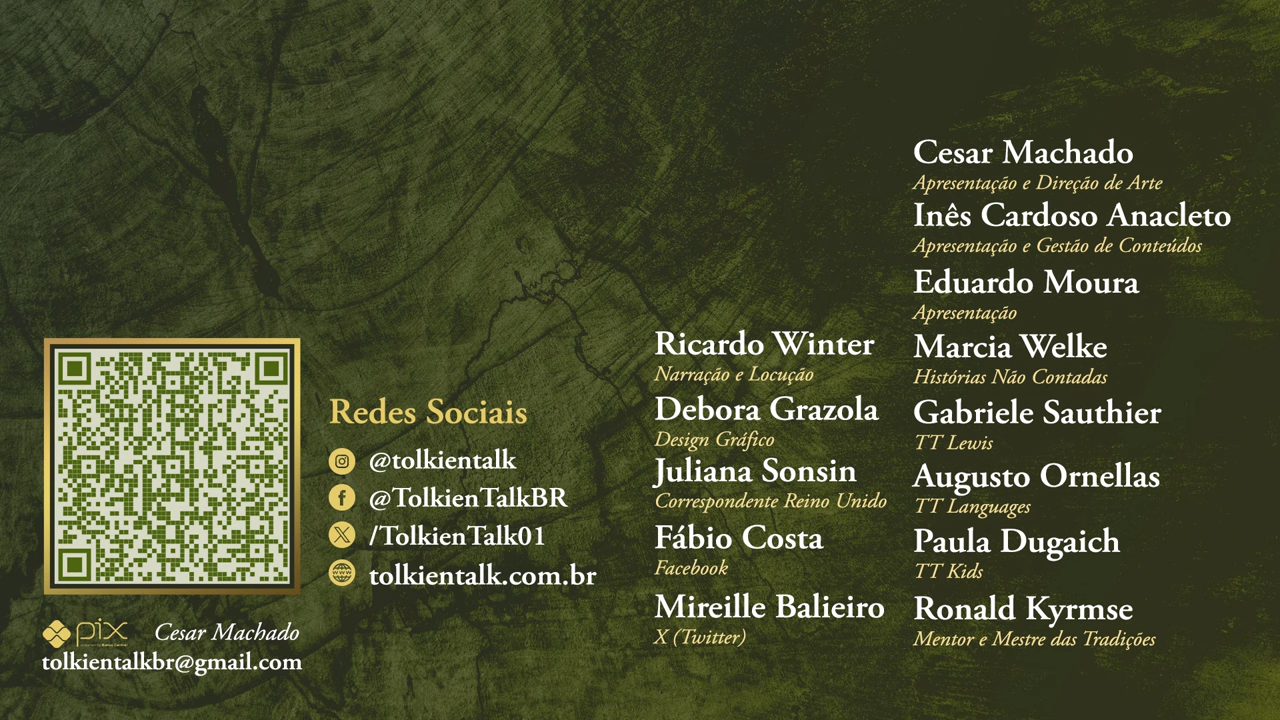 pix Cesar Machado
tolkientalkbr@gmail.com
Redes Sociais
@tolkientalk
@TolkienTalkBR
/TolkienTalk01
tolkientalk.com.br
Ricardo Winter
Narração e Locução
Debora Grazola
Design Gráfico
Juliana Sonsin
Correspondente Reino Unido
Fábio Costa
Facebook
Mireille Balieiro
X (Twitter)
Cesar Machado
Apresentação e Direção de Arte
Inês Cardoso Anacleto
Apresentação e Gestão de Conteúdos
Eduardo Moura
Apresentação
Marcia Welke
Histórias Não Contadas
Gabriele Sauthier
TT Lewis
Augusto Ornellas
TT Languages
Paula Dugaich
TT Kids
Ronald Kyrmse
Mentor e Mestre das Tradições